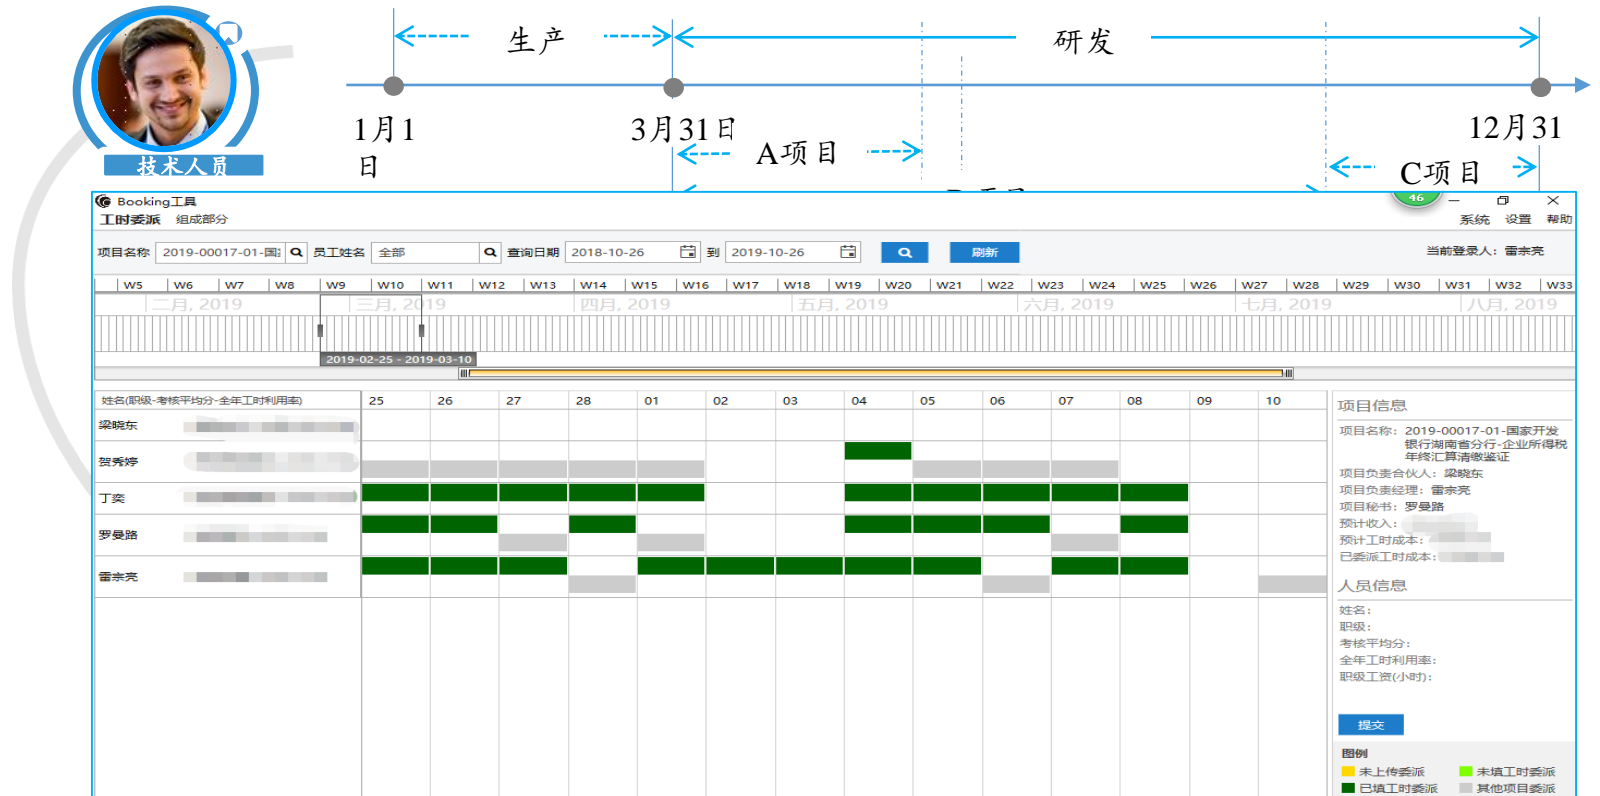 生产
研发
1月1
日
3月31日
12月31
A项目
C项目
技术人员
Booking工具
46
工时委派 组成部分
系统 设置 帮助
项目名称 2019-00017-01-国 员工姓名 全部 查询日期 2018-10-26 到 2019-10-26 刷新 当前登录人：雷宗亮
W5 W6 W7 W8 W9 W10 W11 W12 W13 W14 W15 W16 W17 W18 W19 W20 W21 W22 W23 W24 W25 W26 W27 W28 W29 W30 W31 W32 W33
二月, 2019 三月, 2019 四月, 2019 五月, 2019 六月, 2019 七月, 2019 八月, 2019
2019-02-25 - 2019-03-10
姓名(职级-考核平均分-全年工时利用率) 25 26 27 28 01 02 03 04 05 06 07 08 09 10
梁晓东
贺秀婷
丁奕
罗曼路
雷宗亮
项目信息
项目名称：2019-00017-01-国家开发
银行湖南省分行-企业所得税
年终汇算清缴鉴证
项目负责合伙人：梁晓东
项目负责经理：雷宗亮
项目秘书：罗曼路
预计收入：
预计工时成本：
已委派工时成本：
人员信息
姓名：
职级：
考核平均分：
全年工时利用率：
职级工资(小时)：
提交
图例
未上传委派 未填工时委派
已填工时委派 其他项目委派